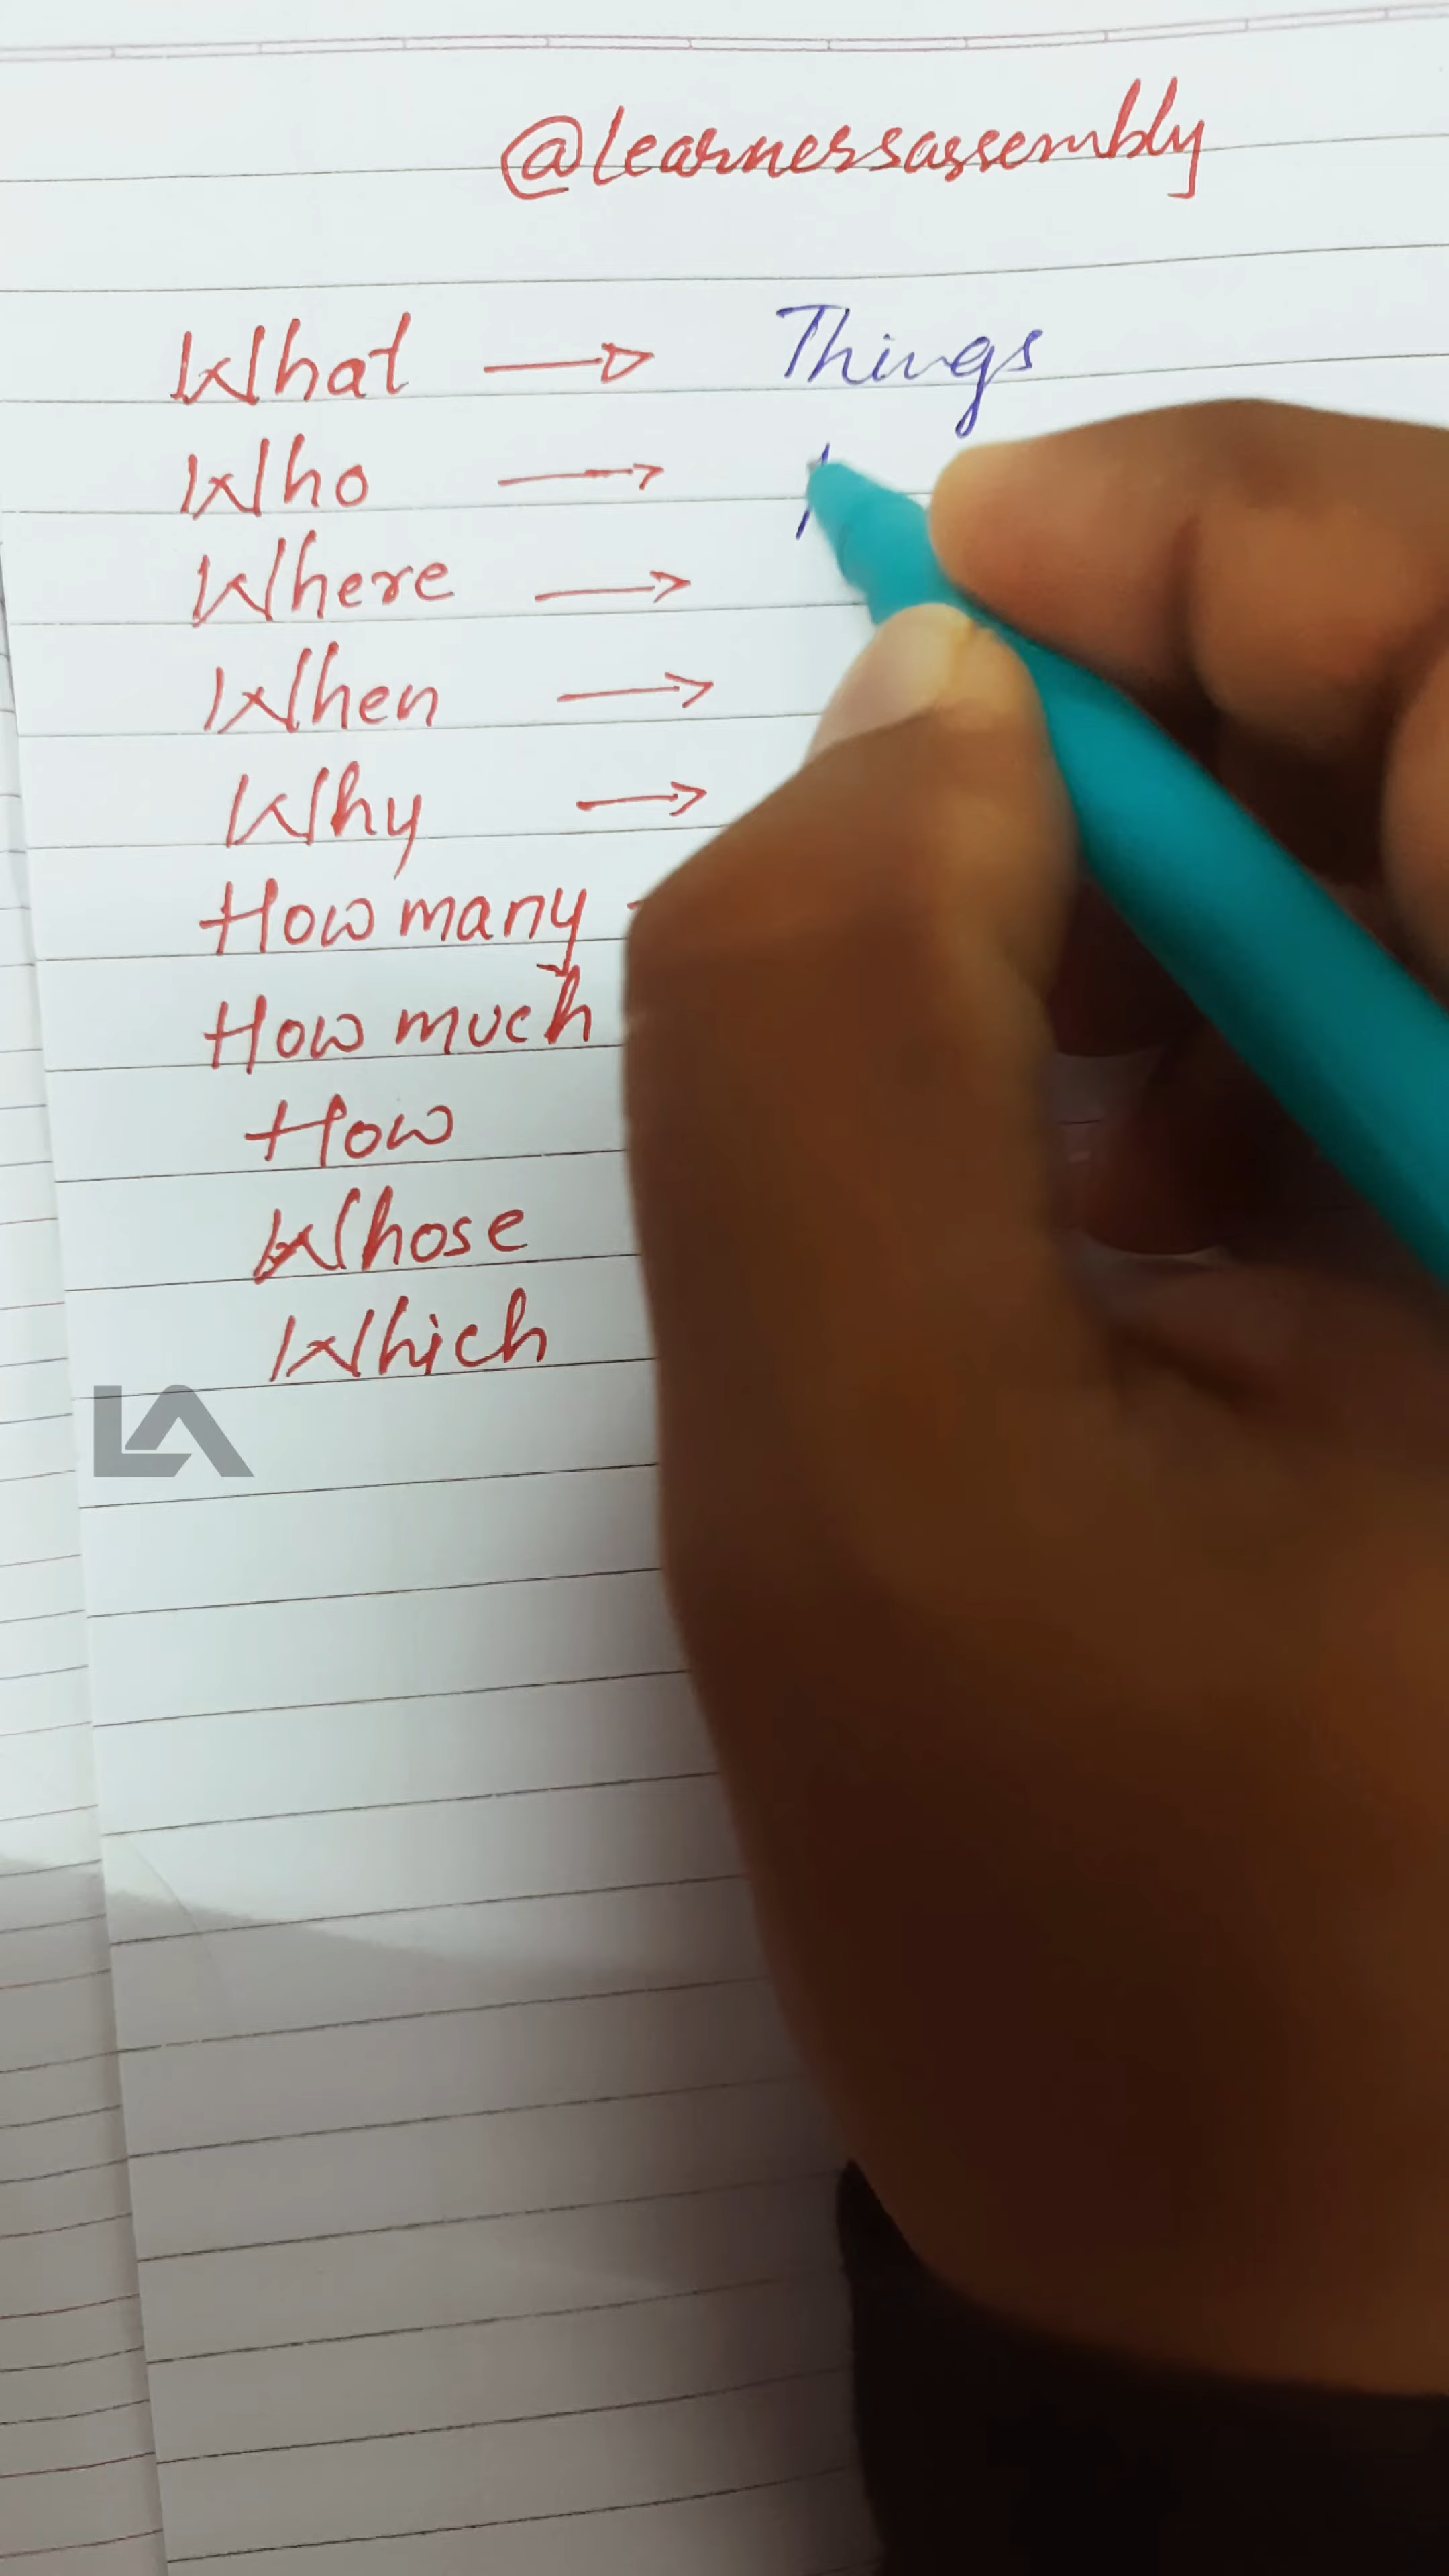 @learnersassembly
What → Things
Who →
Where →
When →
Why →
How many
How much
How
Whose
Which
LA